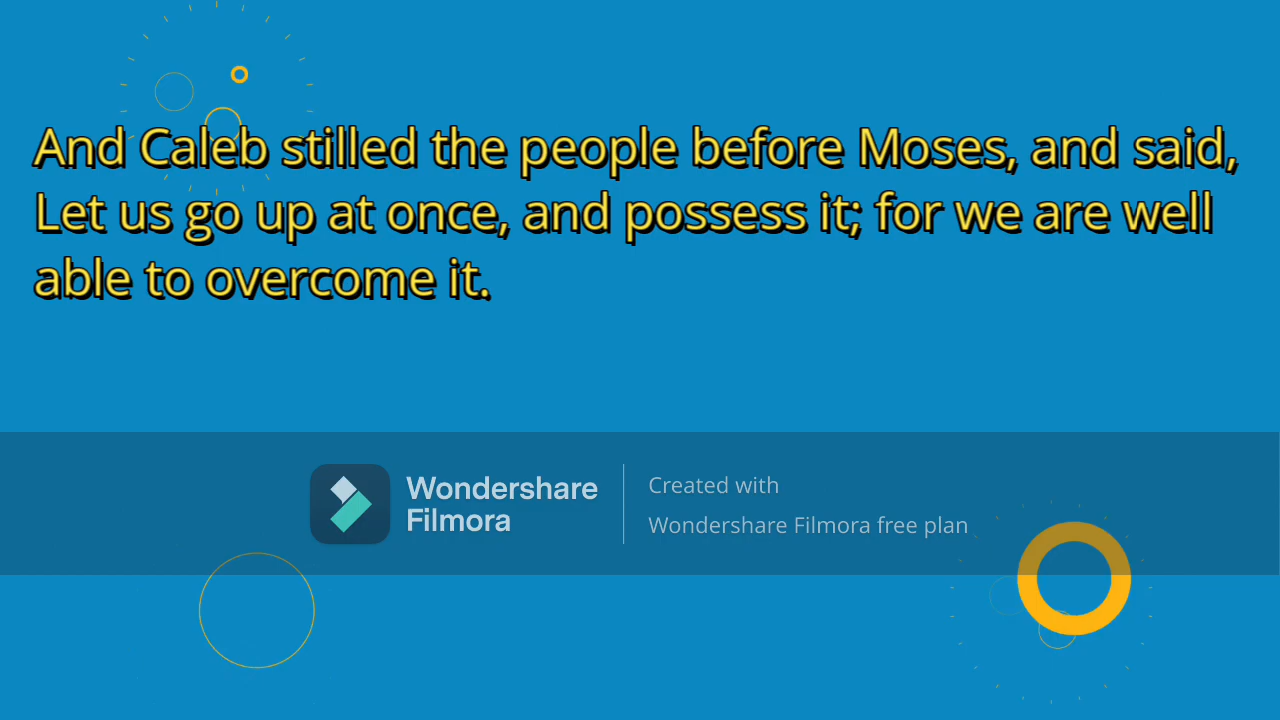 And Caleb stilled the people before Moses, and said,
Let us go up at once, and possess it; for we are well
able to overcome it.
Wondershare
Filmora
Created with
Wondershare Filmora free plan